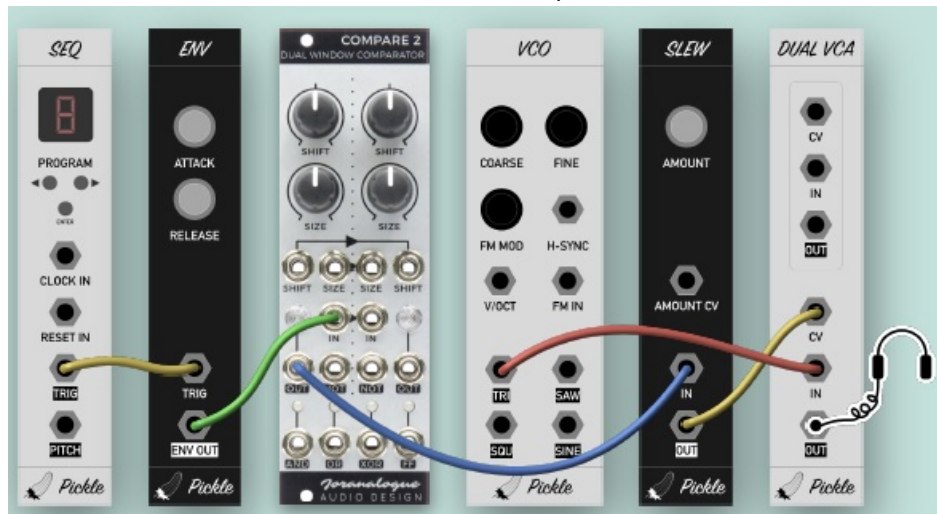 SEQ
PROGRAM
ENTER
CLOCK IN
RESET IN
TRIG
PITCH
Pickle
ENV
ATTACK
RELEASE
TRIG
ENV OUT
Pickle
COMPARE 2
DUAL WINDOW COMPARATOR
SHIFT SHIFT
SIZE SIZE
SHIFT SIZE SIZE SHIFT
IN IN
OUT NOT NOT OUT
AND OR XOR FF
Joranalogue
AUDIO DESIGN
VCO
COARSE FINE
FM MOD H-SYNC
V/OCT FM IN
TRI SAW
SQU SINE
Pickle
SLEW
AMOUNT
AMOUNT CV
IN
OUT
Pickle
DUAL VCA
CV
IN
OUT
CV
IN
OUT
Pickle